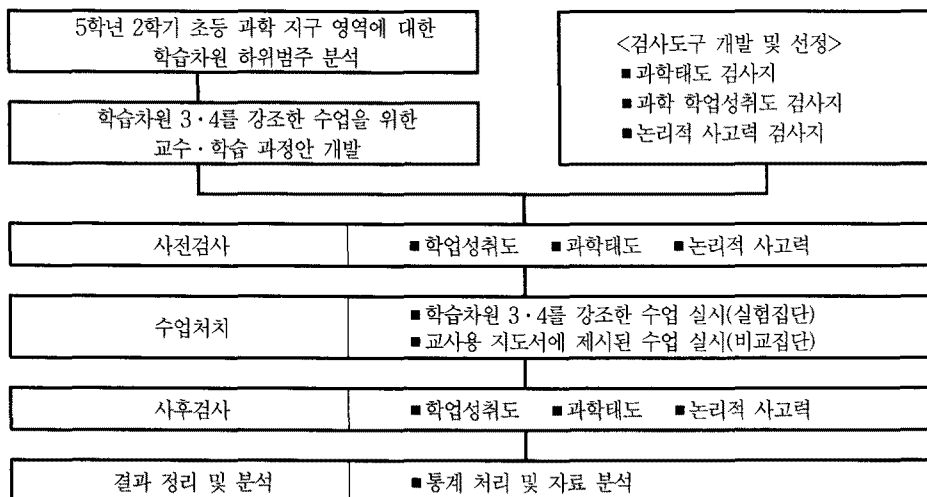 5학년 2학기 초등 과학 지구 영역에 대한
학습차원 하위범주 분석
학습차원 3·4를 강조한 수업을 위한
교수·학습 과정안 개발
<검사도구 개발 및 선정>
■ 과학태도 검사지
■ 과학 학업성취도 검사지
■ 논리적 사고력 검사지
사전검사 ■ 학업성취도 ■ 과학태도 ■ 논리적 사고력
수업처치
■ 학습차원 3·4를 강조한 수업 실시(실험집단)
■ 교사용 지도서에 제시된 수업 실시(비교집단)
사후검사 ■ 학업성취도 ■ 과학태도 ■ 논리적 사고력
결과 정리 및 분석 ■ 통계 처리 및 자료 분석